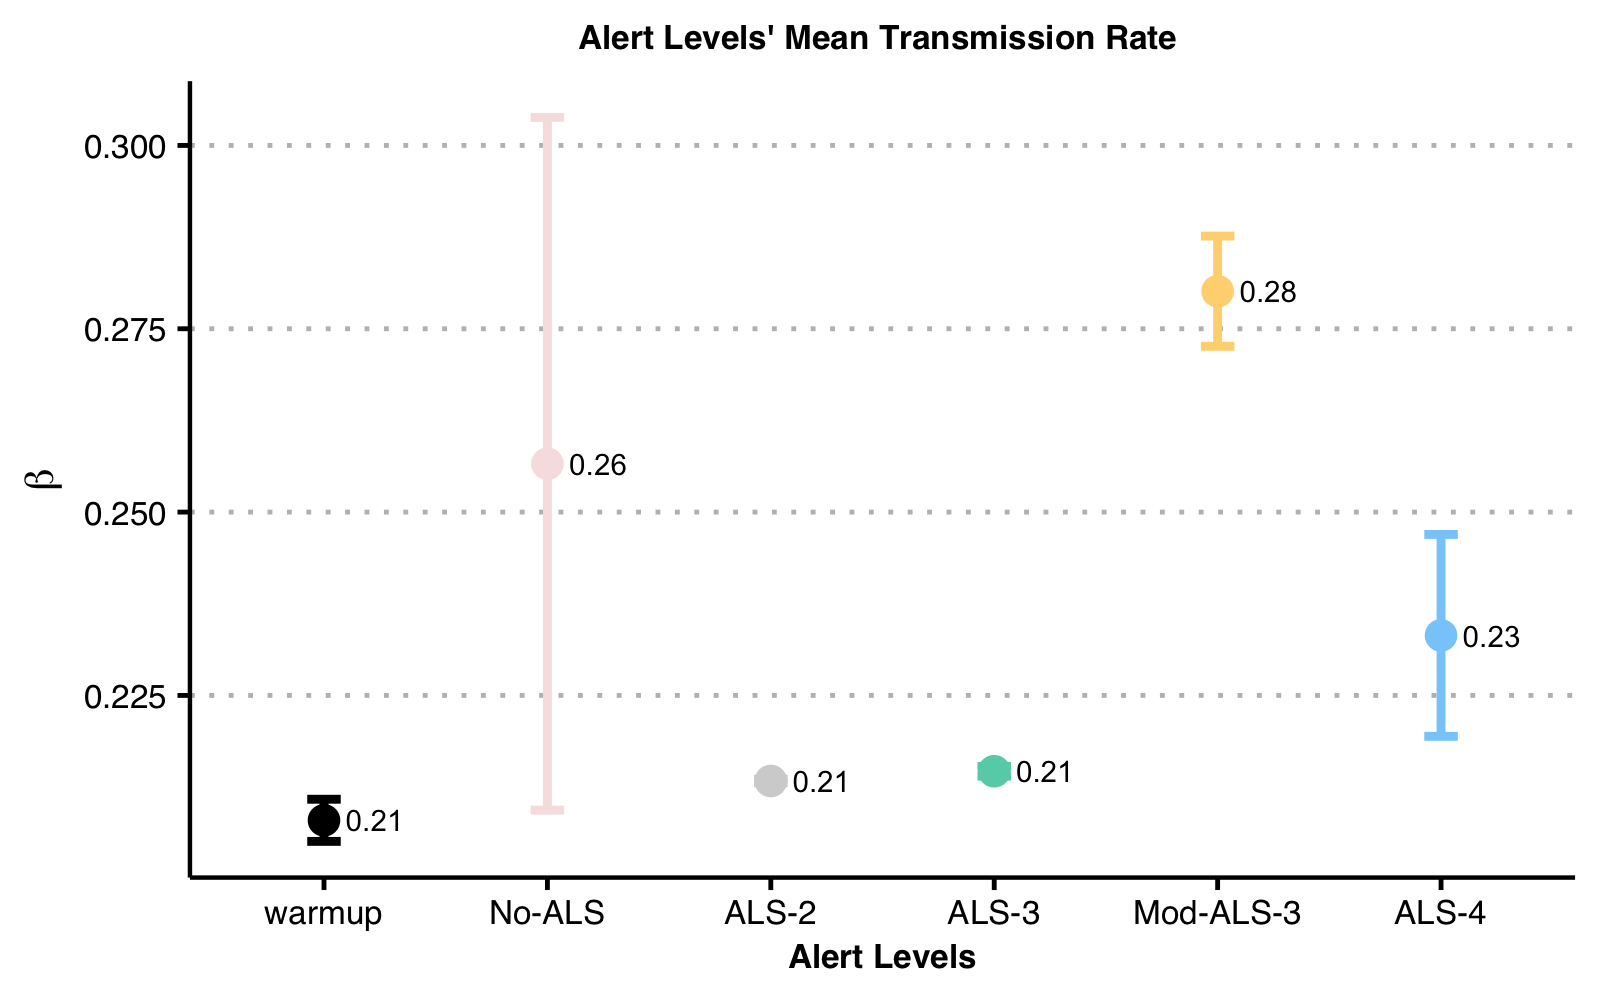 Alert Levels' Mean Transmission Rate
0.300
0.275
0.250
0.225
β
0.21
0.26
0.21
0.21
0.28
0.23
warmup
No-ALS
ALS-2
ALS-3
Mod-ALS-3
ALS-4
Alert Levels